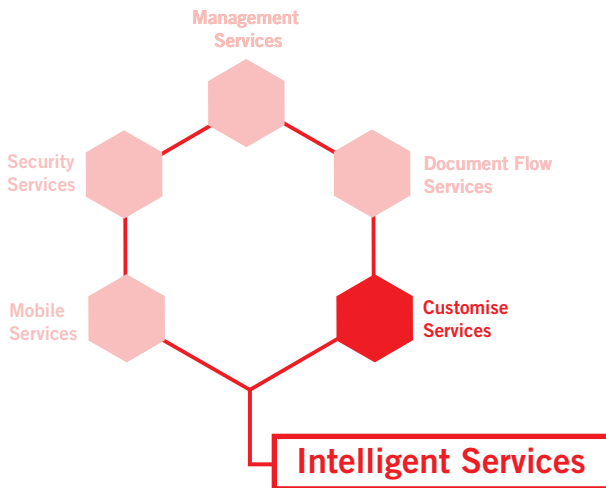 Management
Services
Security
Services
Document Flow
Services
Mobile
Services
Customise
Services
Intelligent Services